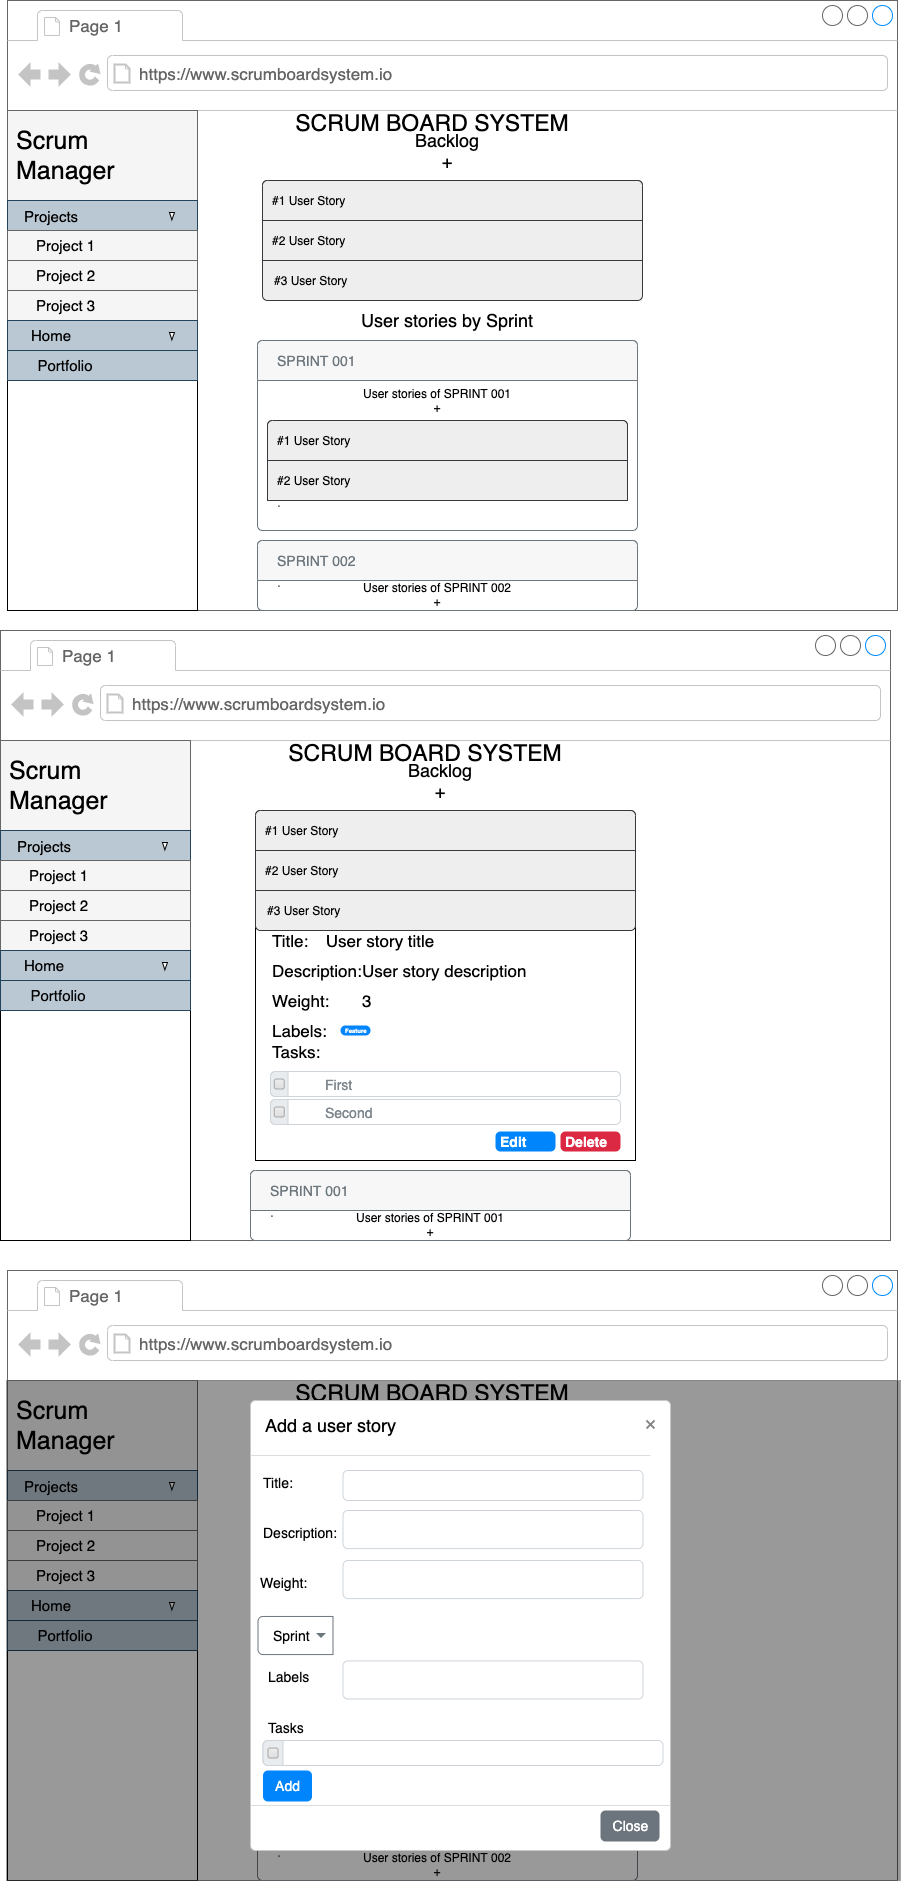 Page 1
https://www.scrumboardsystem.io
Scrum
Manager
Projects
Project 1
Project 2
Project 3
Home
Portfolio
SCRUM BOARD SYSTEM
Backlog
+
#1 User Story
#2 User Story
#3 User Story
User stories by Sprint
SPRINT 001
User stories of SPRINT 001
+
#1 User Story
#2 User Story
SPRINT 002
User stories of SPRINT 002
+
Page 1
https://www.scrumboardsystem.io
Scrum
Manager
Projects
Project 1
Project 2
Project 3
Home
Portfolio
SCRUM BOARD SYSTEM
Backlog
+
#1 User Story
#2 User Story
#3 User Story
Title: User story title
Description:User story description
Weight: 3
Labels: Feature
Tasks:
First
Second
Edit Delete
SPRINT 001
User stories of SPRINT 001
+
Page 1
https://www.scrumboardsystem.io
Scrum
Manager
Projects
Project 1
Project 2
Project 3
Home
Portfolio
SCRUM BOARD SYSTEM
Add a user story ×
Title:
Description:
Weight:
Sprint
Labels
Tasks
Add
Close
User stories of SPRINT 002
+